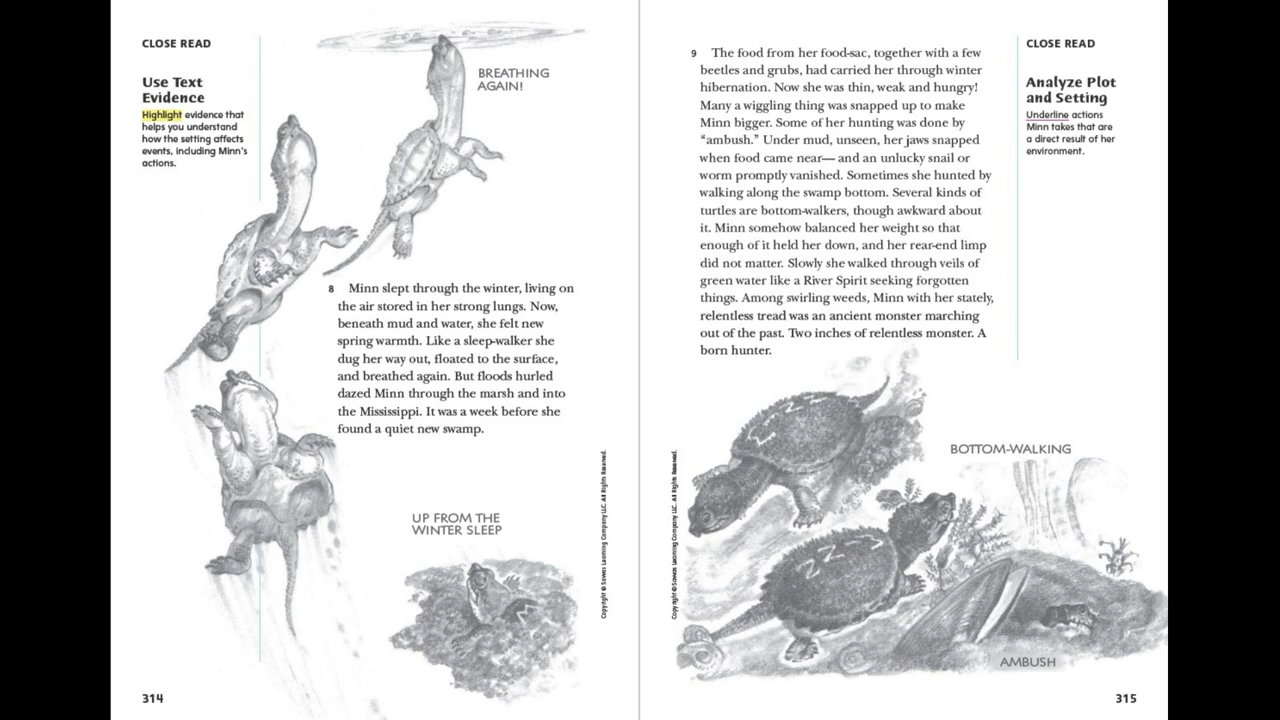 CLOSE READ
Use Text
Evidence
Highlight evidence that
helps you understand
how the setting affects
events, including Minn's
actions.
BREATHING
AGAIN!
8 Minn slept through the winter, living on
the air stored in her strong lungs. Now,
beneath mud and water, she felt new
spring warmth. Like a sleep-walker she
dug her way out, floated to the surface,
and breathed again. But floods hurled
dazed Minn through the marsh and into
the Mississippi. It was a week before she
found a quiet new swamp.
UP FROM THE
WINTER SLEEP
Copyright © Savvas Learning Company LLC. All Rights Reserved.
314
9 The food from her food-sac, together with a few
beetles and grubs, had carried her through winter
hibernation. Now she was thin, weak and hungry!
Many a wiggling thing was snapped up to make
Minn bigger. Some of her hunting was done by
“ambush.” Under mud, unseen, her jaws snapped
when food came near— and an unlucky snail or
worm promptly vanished. Sometimes she hunted by
walking along the swamp bottom. Several kinds of
turtles are bottom-walkers, though awkward about
it. Minn somehow balanced her weight so that
enough of it held her down, and her rear-end limp
did not matter. Slowly she walked through veils of
green water like a River Spirit seeking forgotten
things. Among swirling weeds, Minn with her stately,
relentless tread was an ancient monster marching
out of the past. Two inches of relentless monster. A
born hunter.
CLOSE READ
Analyze Plot
and Setting
Underline actions
Minn takes that are
a direct result of her
environment.
BOTTOM-WALKING
AMBUSH
Copyright © Savvas Learning Company LLC. All Rights Reserved.
315